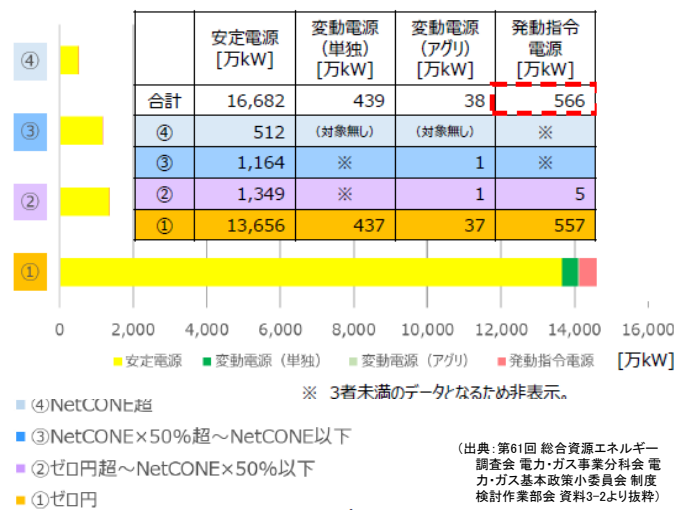 安定電源
[万kW]
変動電源
(単独)
[万kW]
変動電源
(アグリ)
[万kW]
発動指令
電源
[万kW]
合計 16,682 439 38 566
④ 512 (対象無し) (対象無し) ※
③ 1,164 ※ 1 ※
② 1,349 ※ 1 5
① 13,656 437 37 557
④
③
②
①
0 2,000 4,000 6,000 8,000 10,000 12,000 14,000 16,000
安定電源 変動電源（単独） 変動電源（アグリ） 発動指令電源 [万kW]
※ 3者未満のデータとなるため非表示。
④NetCONE超
③NetCONE×50%超～NetCONE以下
②ゼロ円超～NetCONE×50%以下
①ゼロ円
（出典：第61回 総合資源エネルギー
調査会 電力・ガス事業分科会 電
力・ガス基本政策小委員会 制度
検討作業部会 資料3-2より抜粋）